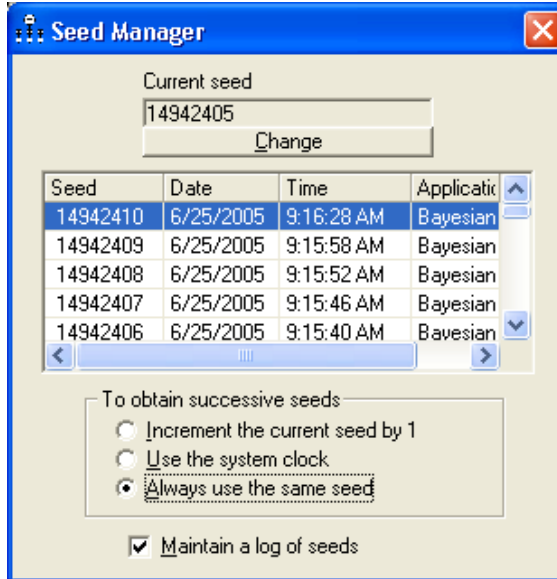 Seed Manager
Current seed
14942405
Change
Seed Date Time Applicatic
14942410 6/25/2005 9:16:28 AM Bayesian
14942409 6/25/2005 9:15:58 AM Bayesian
14942408 6/25/2005 9:15:52 AM Bayesian
14942407 6/25/2005 9:15:46 AM Bayesian
14942406 6/25/2005 9:15:40 AM Bayesian
To obtain successive seeds
Increment the current seed by 1
Use the system clock
Always use the same seed
Maintain a log of seeds